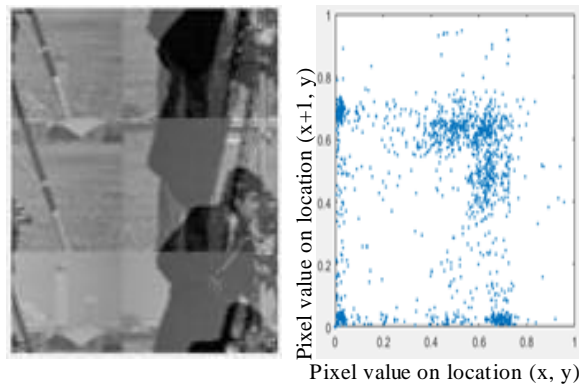 Pixel value on location (x+1, y)
1
0.8
0.6
0.4
0.2
0
0 0.2 0.4 0.6 0.8 1
Pixel value on location (x, y)